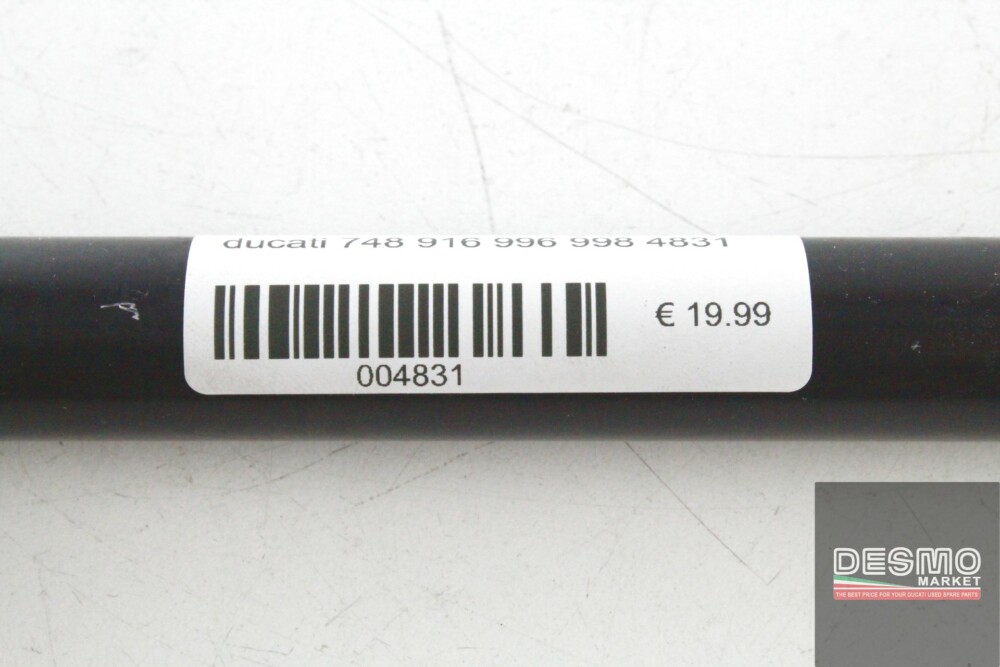 ducati 748 916 996 998 4831
€ 19.99
004831
DESMO
MARKET
THE BEST PRICE FOR YOUR DUCATI USED SPARE PARTS